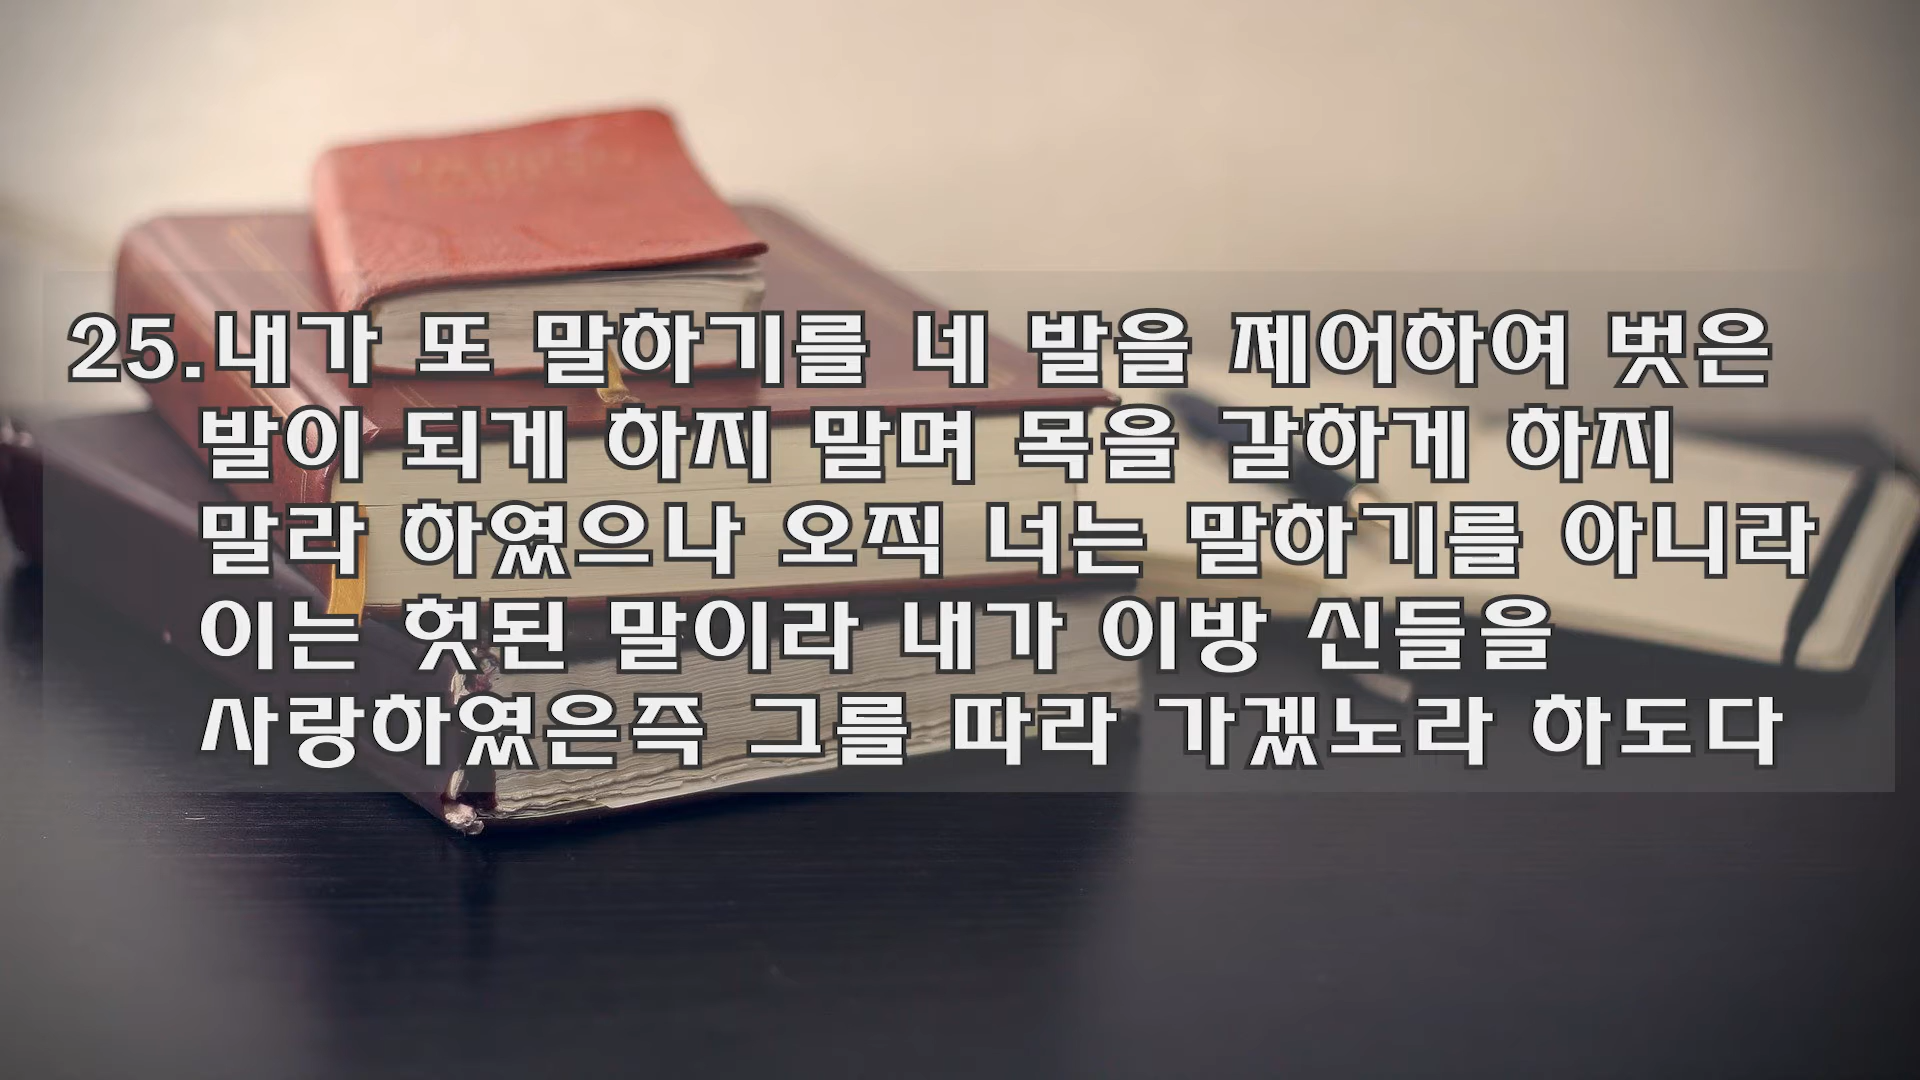 25.내가 또 말하기를 네 발을 제어하여 벗은
발이 되게 하지 말며 목을 갈하게 하지
말라 하였으나 오직 너는 말하기를 아니라
이는 헛된 말이라 내가 이방 신들을
사랑하였은즉 그를 따라 가겠노라 하도다